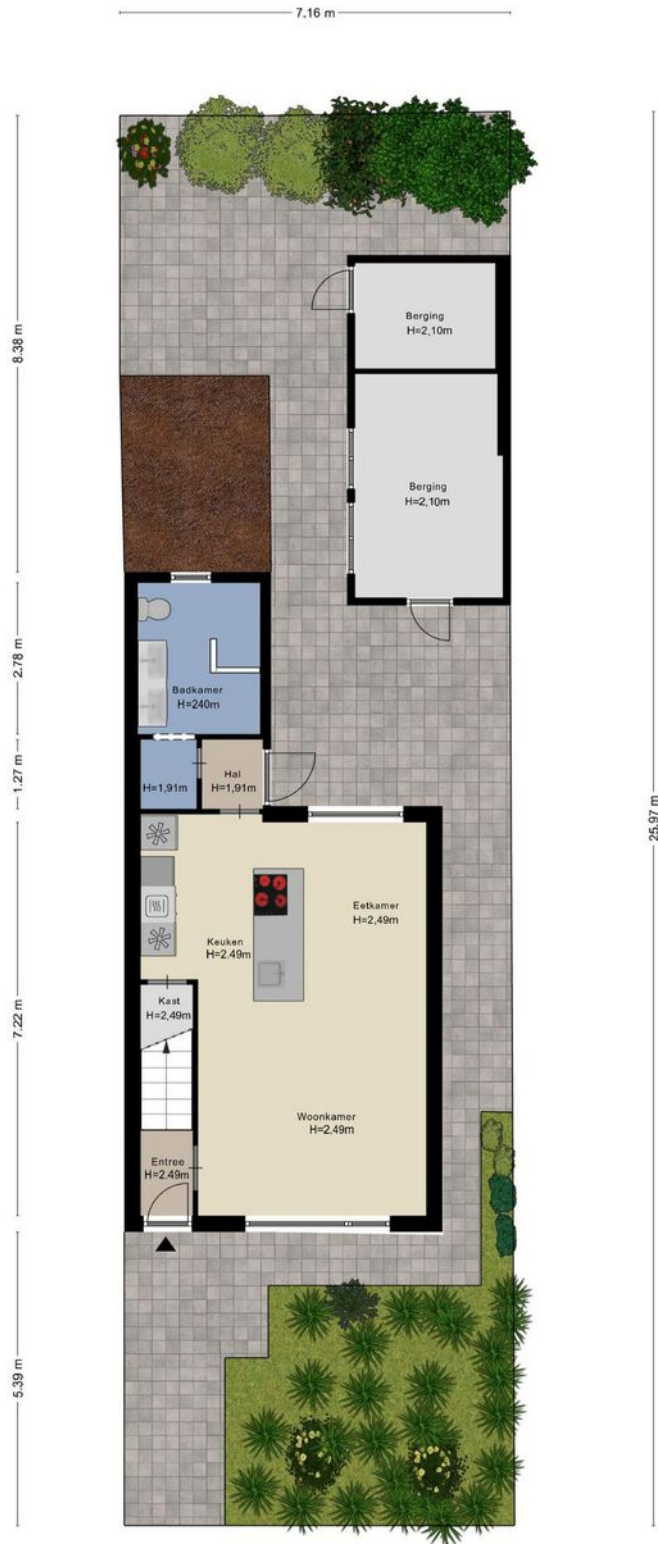 7.16 m
Berging
H=2,10m
8.38 m
Berging
H=2,10m
2.78 m
Badkamer
H=240m
1.27 m
H=1,91m
Hal
H=1,91m
25.97 m
Eetkamer
H=2,49m
Keuken
H=2.49m
7.22 m
Kast
H=2,49m
Woonkamer
H=2.49m
Entree
H=2.49m
5.39 m